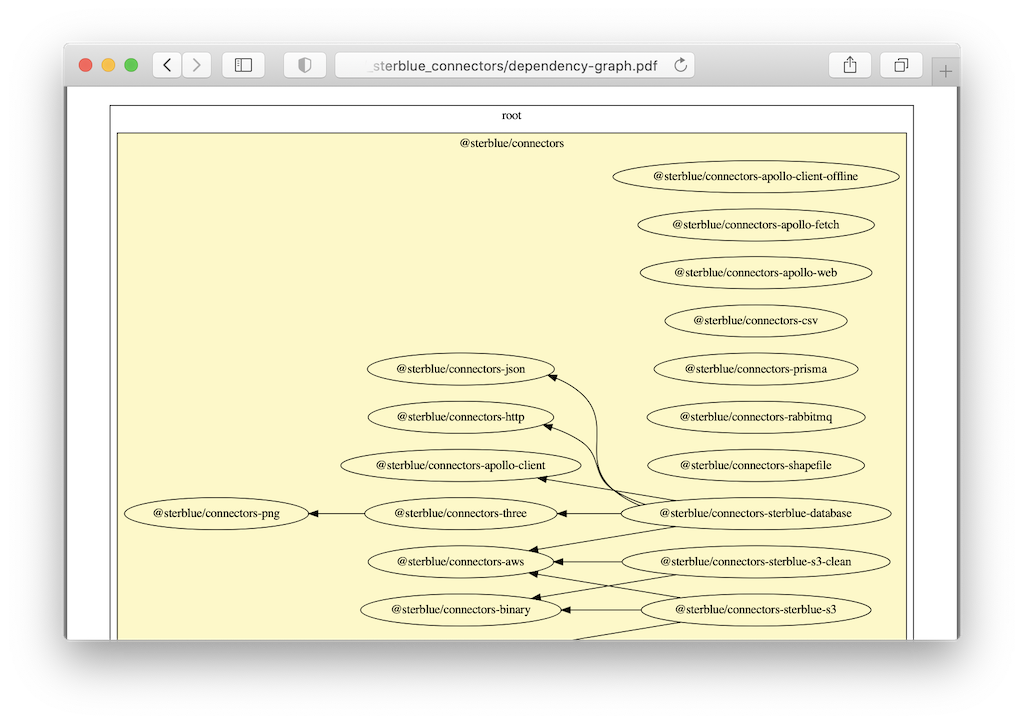 _sterblue_connectors/dependency-graph.pdf
root
@sterblue/connectors
@sterblue/connectors-apollo-client-offline
@sterblue/connectors-apollo-fetch
@sterblue/connectors-apollo-web
@sterblue/connectors-csv
@sterblue/connectors-json
@sterblue/connectors-prisma
@sterblue/connectors-http
@sterblue/connectors-rabbitmq
@sterblue/connectors-apollo-client
@sterblue/connectors-shapefile
@sterblue/connectors-png
@sterblue/connectors-three
@sterblue/connectors-sterblue-database
@sterblue/connectors-aws
@sterblue/connectors-sterblue-s3-clean
@sterblue/connectors-binary
@sterblue/connectors-sterblue-s3